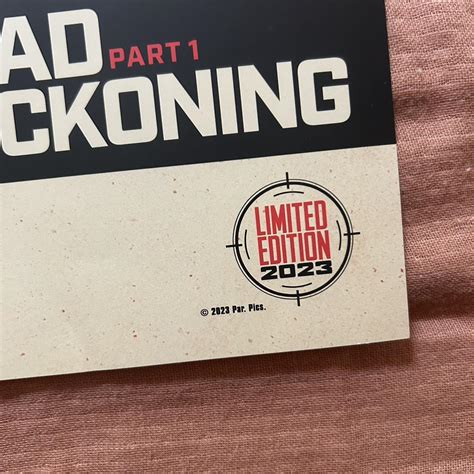 AD
PART 1
CKONING
LIMITED
EDITION
2023
© 2023 Par. Pics.